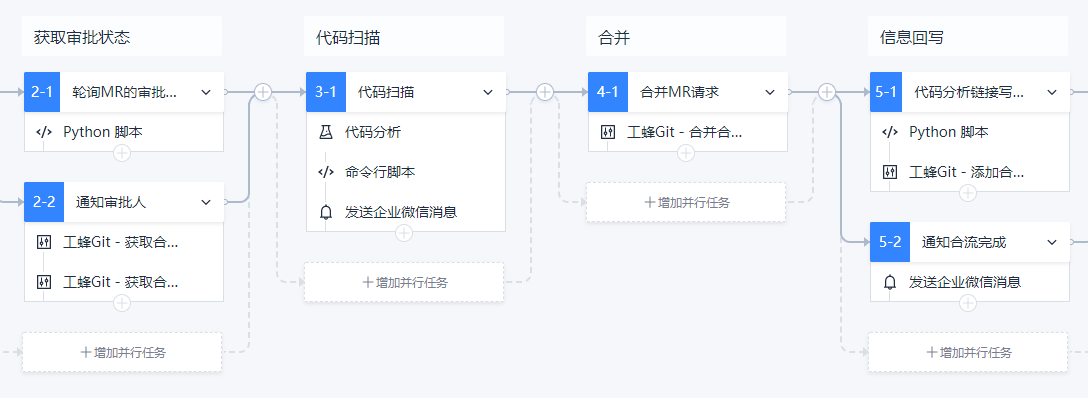 获取审批状态
2-1 轮询MR的审批...
Python 脚本
2-2 通知审批人
工蜂Git - 获取合...
工蜂Git - 获取合...
增加并行任务
代码扫描
3-1 代码扫描
代码分析
命令行脚本
发送企业微信消息
增加并行任务
合并
4-1 合并MR请求
工蜂Git - 合并合...
增加并行任务
信息回写
5-1 代码分析链接写...
Python 脚本
工蜂Git - 添加合...
5-2 通知合流完成
发送企业微信消息
增加并行任务